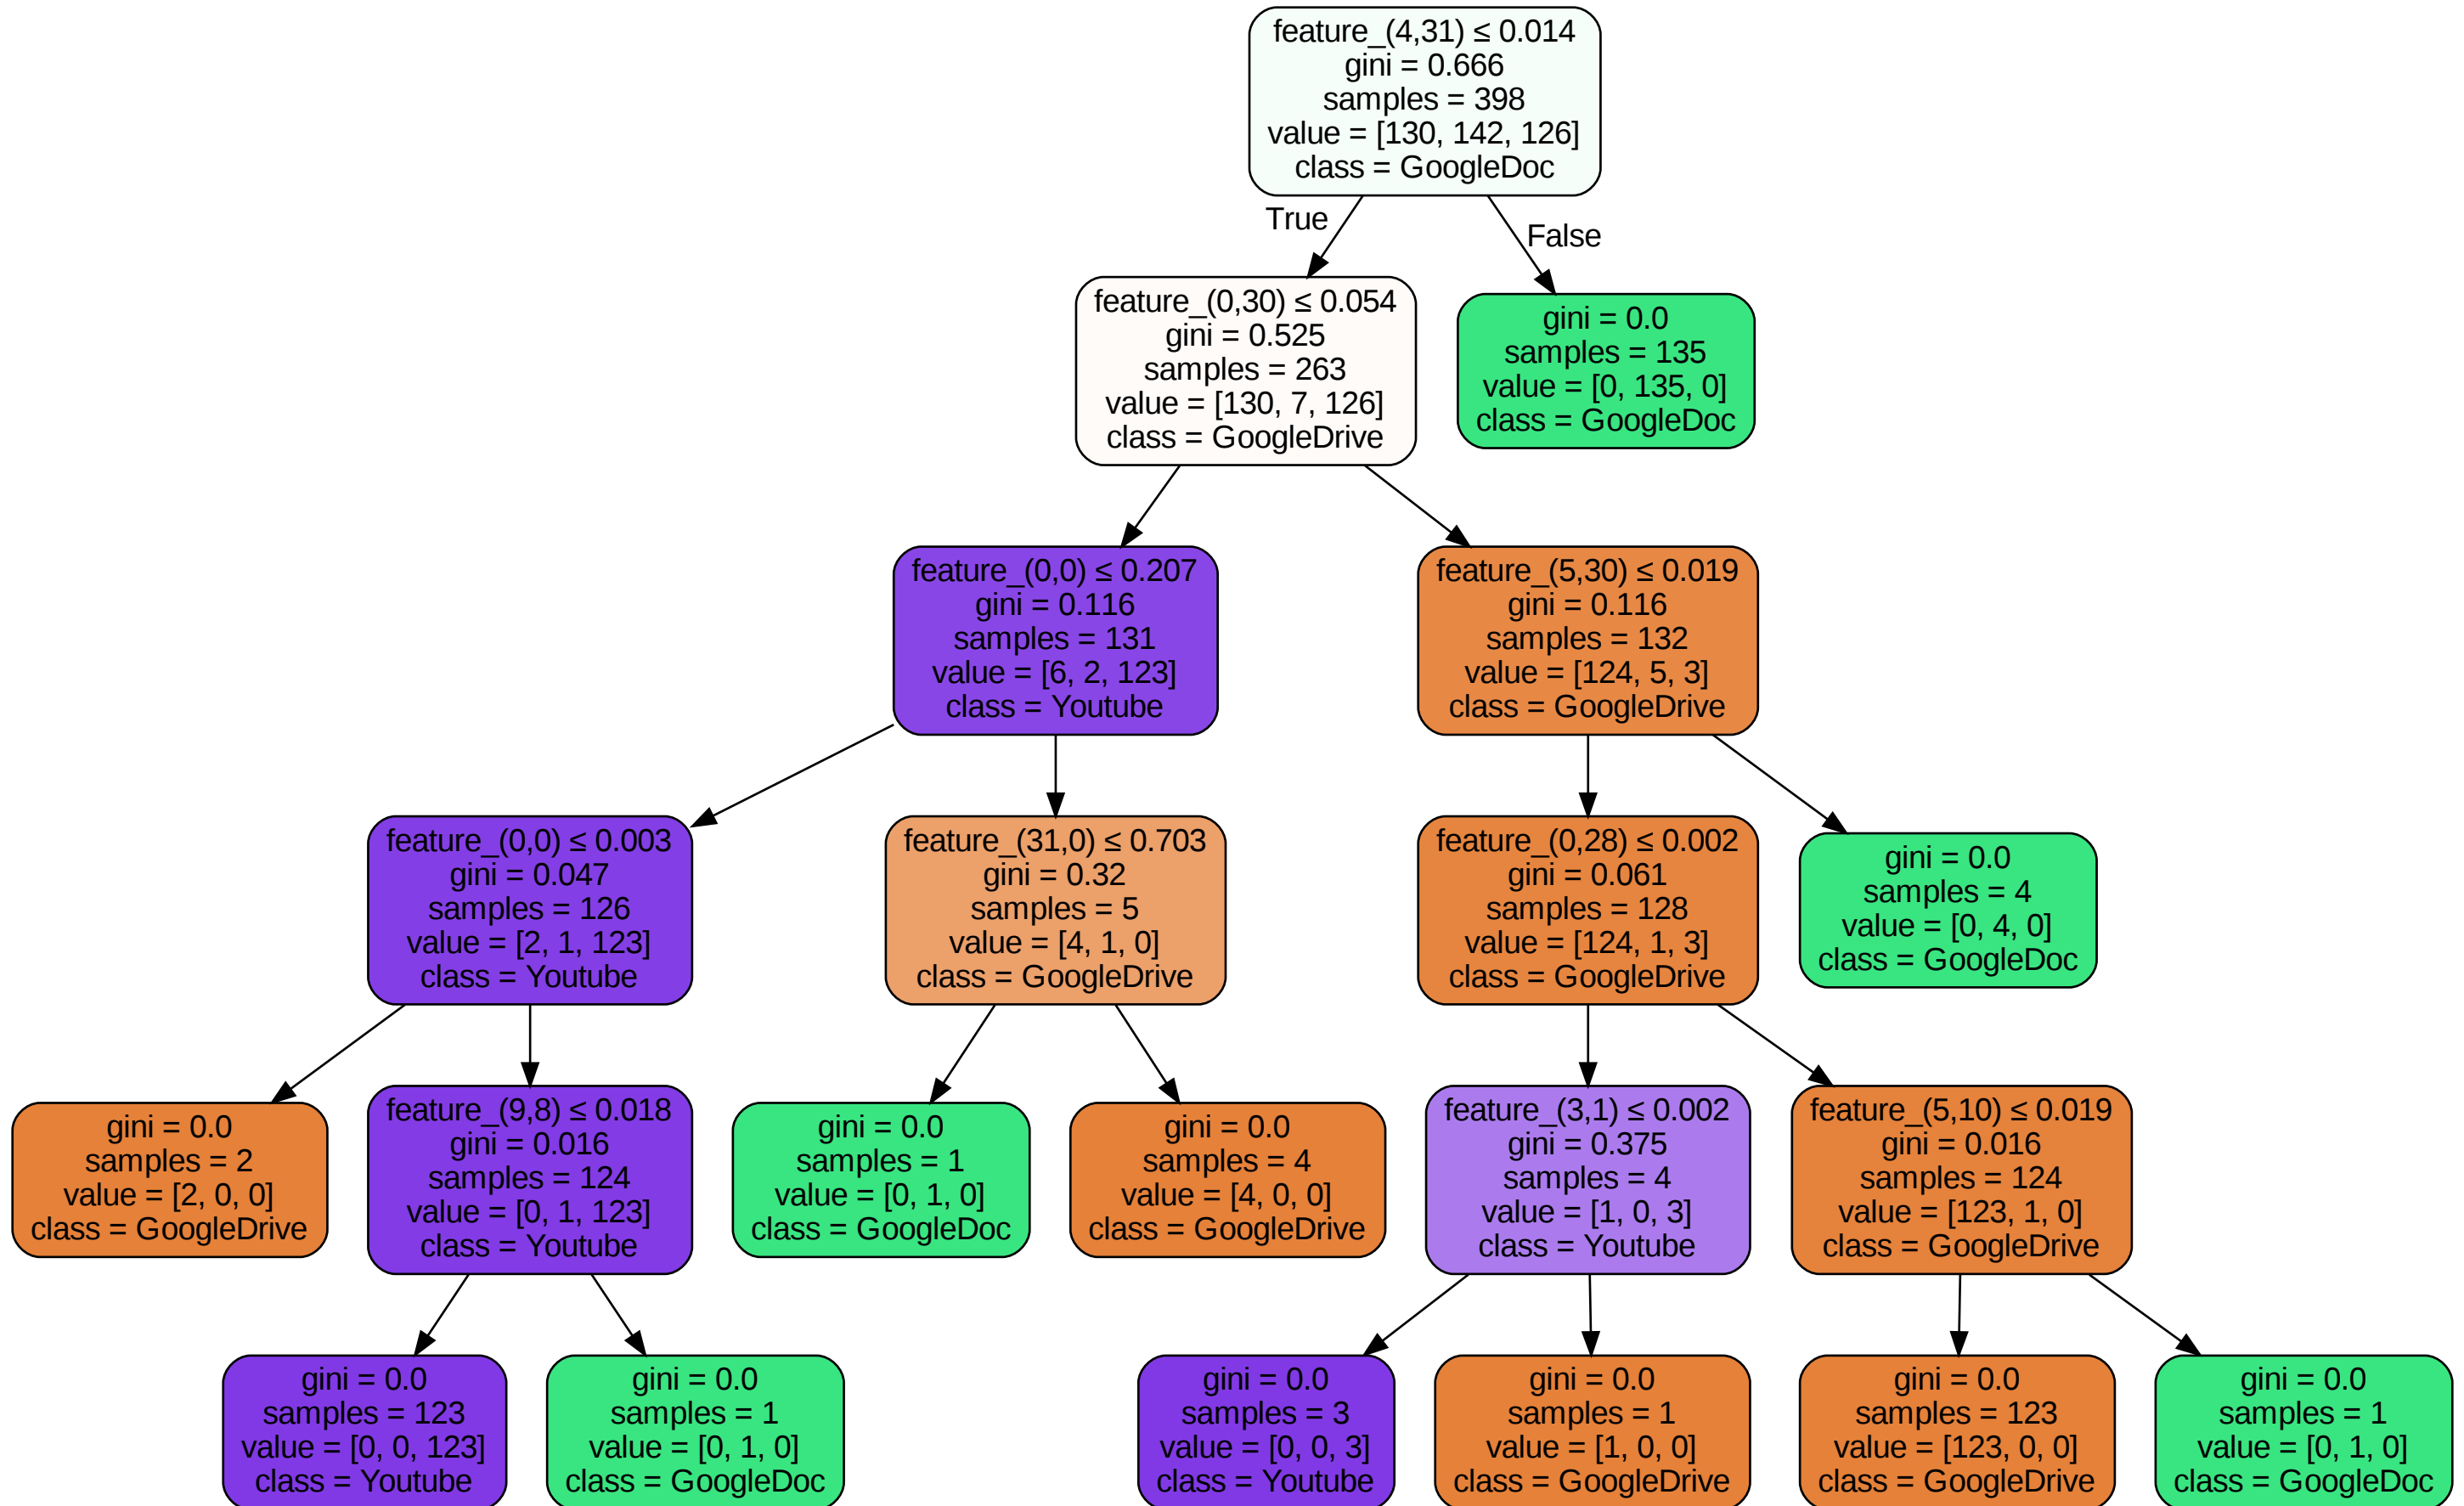 feature_(4,31) ≤ 0.014
gini = 0.666
samples = 398
value = [130, 142, 126]
class = GoogleDoc
True
False
feature_(0,30) ≤ 0.054
gini = 0.525
samples = 263
value = [130, 7, 126]
class = GoogleDrive
gini = 0.0
samples = 135
value = [0, 135, 0]
class = GoogleDoc
feature_(0,0) ≤ 0.207
gini = 0.116
samples = 131
value = [6, 2, 123]
class = Youtube
feature_(5,30) ≤ 0.019
gini = 0.116
samples = 132
value = [124, 5, 3]
class = GoogleDrive
feature_(0,0) ≤ 0.003
gini = 0.047
samples = 126
value = [2, 1, 123]
class = Youtube
feature_(31,0) ≤ 0.703
gini = 0.32
samples = 5
value = [4, 1, 0]
class = GoogleDrive
feature_(0,28) ≤ 0.002
gini = 0.061
samples = 128
value = [124, 1, 3]
class = GoogleDrive
gini = 0.0
samples = 4
value = [0, 4, 0]
class = GoogleDoc
gini = 0.0
samples = 2
value = [2, 0, 0]
class = GoogleDrive
feature_(9,8) ≤ 0.018
gini = 0.016
samples = 124
value = [0, 1, 123]
class = Youtube
gini = 0.0
samples = 1
value = [0, 1, 0]
class = GoogleDoc
gini = 0.0
samples = 4
value = [4, 0, 0]
class = GoogleDrive
feature_(3,1) ≤ 0.002
gini = 0.375
samples = 4
value = [1, 0, 3]
class = Youtube
feature_(5,10) ≤ 0.019
gini = 0.016
samples = 124
value = [123, 1, 0]
class = GoogleDrive
gini = 0.0
samples = 123
value = [0, 0, 123]
class = Youtube
gini = 0.0
samples = 1
value = [0, 1, 0]
class = GoogleDoc
gini = 0.0
samples = 3
value = [0, 0, 3]
class = Youtube
gini = 0.0
samples = 1
value = [1, 0, 0]
class = GoogleDrive
gini = 0.0
samples = 123
value = [123, 0, 0]
class = GoogleDrive
gini = 0.0
samples = 1
value = [0, 1, 0]
class = GoogleDoc